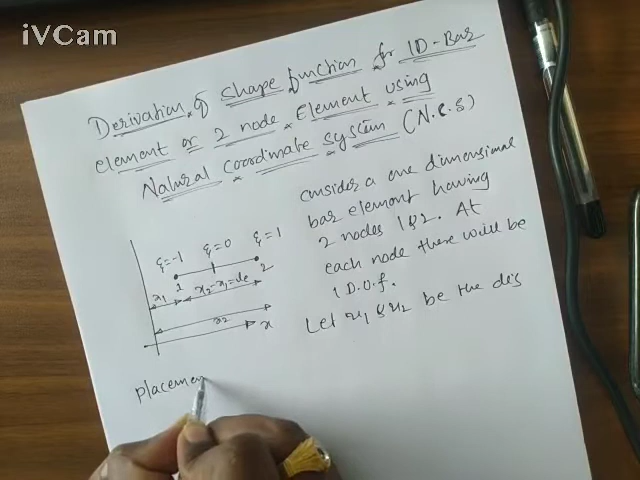 iVCam
Derivation of shape function for 1D-Bar
element or 2 node Element using
Natural coordinate system (N.C.S)
consider a one dimensional
bar element having
2 nodes 1&2. At
each node there will be
1 D.O.F.
Let u1 & u2 be the dis
placemen
ξ=-1 ξ=0 ξ=1
1 2
x1 x2-x1=le
x2
x